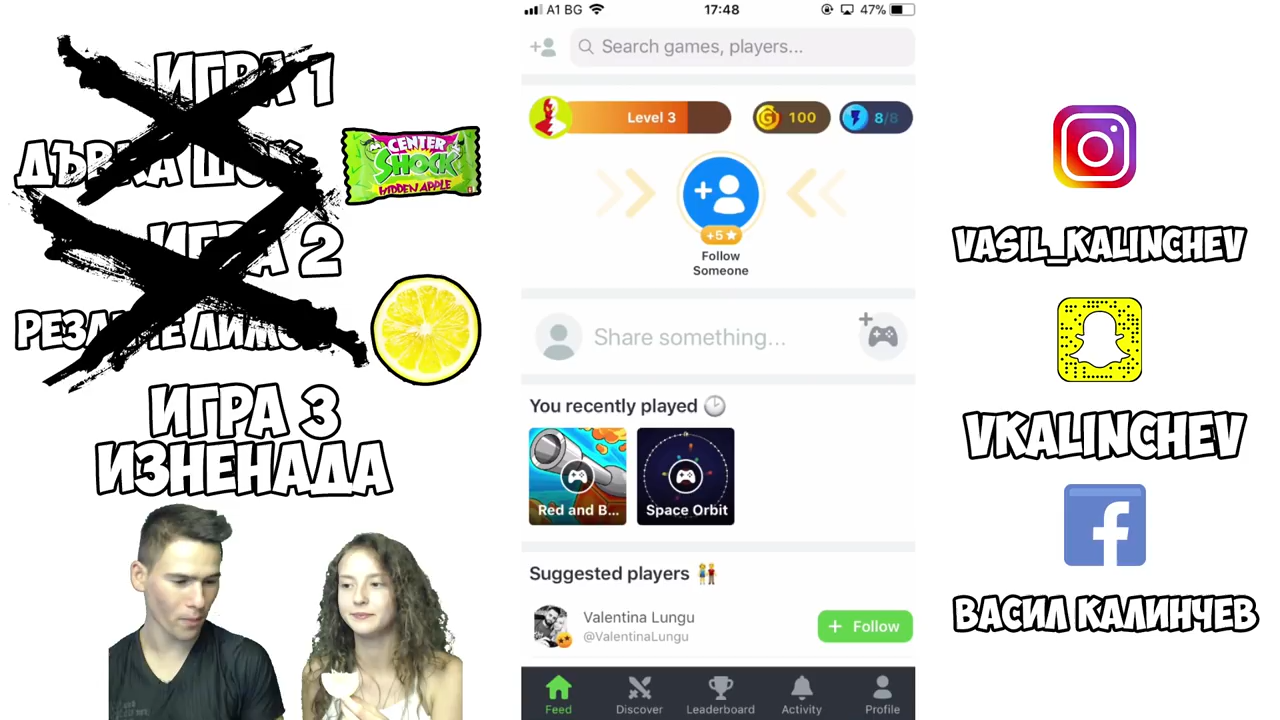 ИГРА 1
ДЪВКА ШОК
CENTER
SHOCK
HIDDEN APPLE
ИГРА 2
РЕЗАНЕ ЛИМОН
ИГРА 3
ИЗНЕНАДА
A1 BG
17:48
47%
Search games, players...
Level 3
100
8/8
+5
Follow
Someone
Share something...
You recently played
Red and B...
Space Orbit
Suggested players
Valentina Lungu
@ValentinaLungu
+ Follow
Feed
Discover
Leaderboard
Activity
Profile
VASIL_KALINCHEV
VKALINCHEV
ВАСИЛ КАЛИНЧЕВ